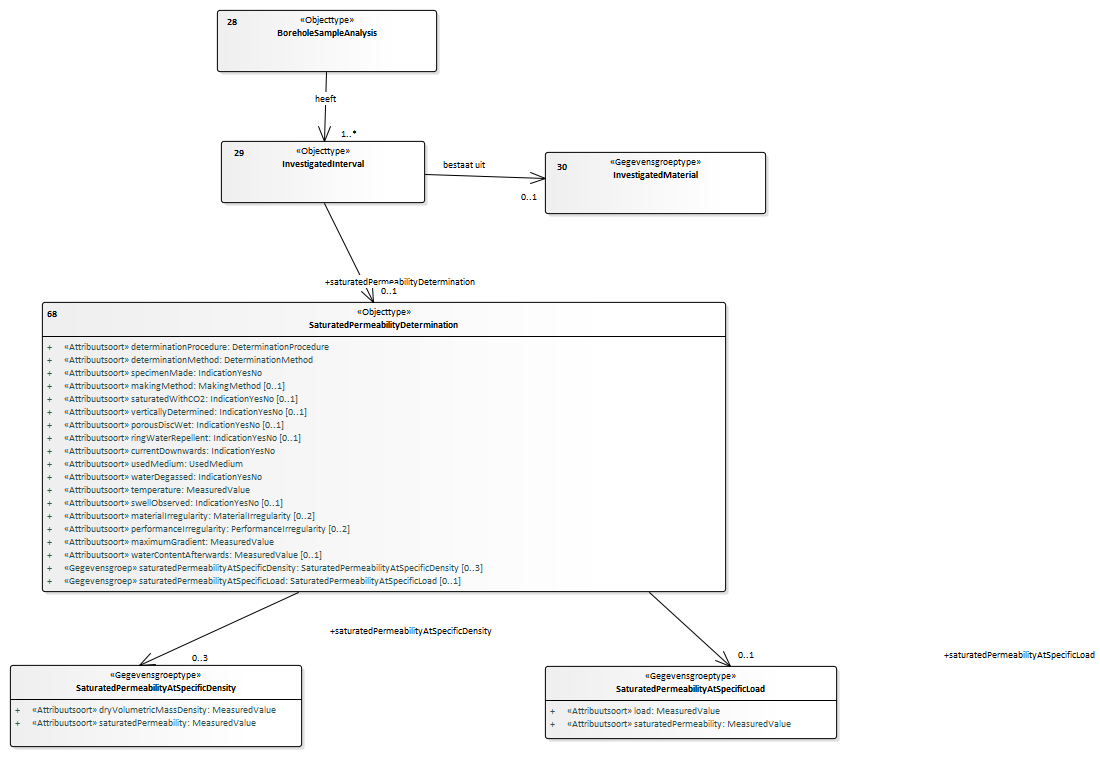 28
«Objecttype»
BoreholeSampleAnalysis
heeft
1..*
29
«Objecttype»
InvestigatedInterval
bestaat uit
0..1
30
«Gegevensgroeptype»
InvestigatedMaterial
+saturatedPermeabilityDetermination
0..1
68
«Objecttype»
SaturatedPermeabilityDetermination
+ «Attribuutsoort» determinationProcedure: DeterminationProcedure
+ «Attribuutsoort» determinationMethod: DeterminationMethod
+ «Attribuutsoort» specimenMade: IndicationYesNo
+ «Attribuutsoort» makingMethod: MakingMethod [0..1]
+ «Attribuutsoort» saturatedWithCO2: IndicationYesNo [0..1]
+ «Attribuutsoort» verticallyDetermined: IndicationYesNo [0..1]
+ «Attribuutsoort» porousDiscWet: IndicationYesNo [0..1]
+ «Attribuutsoort» ringWaterRepellent: IndicationYesNo [0..1]
+ «Attribuutsoort» currentDownwards: IndicationYesNo
+ «Attribuutsoort» usedMedium: UsedMedium
+ «Attribuutsoort» waterDegassed: IndicationYesNo
+ «Attribuutsoort» temperature: MeasuredValue
+ «Attribuutsoort» swellObserved: IndicationYesNo [0..1]
+ «Attribuutsoort» materialIrregularity: MaterialIrregularity [0..2]
+ «Attribuutsoort» performanceIrregularity: PerformanceIrregularity [0..2]
+ «Attribuutsoort» maximumGradient: MeasuredValue
+ «Attribuutsoort» waterContentAfterwards: MeasuredValue [0..1]
+ «Gegevensgroep» saturatedPermeabilityAtSpecificDensity: SaturatedPermeabilityAtSpecificDensity [0..3]
+ «Gegevensgroep» saturatedPermeabilityAtSpecificLoad: SaturatedPermeabilityAtSpecificLoad [0..1]
+saturatedPermeabilityAtSpecificDensity
0..3
0..1
+saturatedPermeabilityAtSpecificLoad
«Gegevensgroeptype»
SaturatedPermeabilityAtSpecificDensity
+ «Attribuutsoort» dryVolumetricMassDensity: MeasuredValue
+ «Attribuutsoort» saturatedPermeability: MeasuredValue
«Gegevensgroeptype»
SaturatedPermeabilityAtSpecificLoad
+ «Attribuutsoort» load: MeasuredValue
+ «Attribuutsoort» saturatedPermeability: MeasuredValue